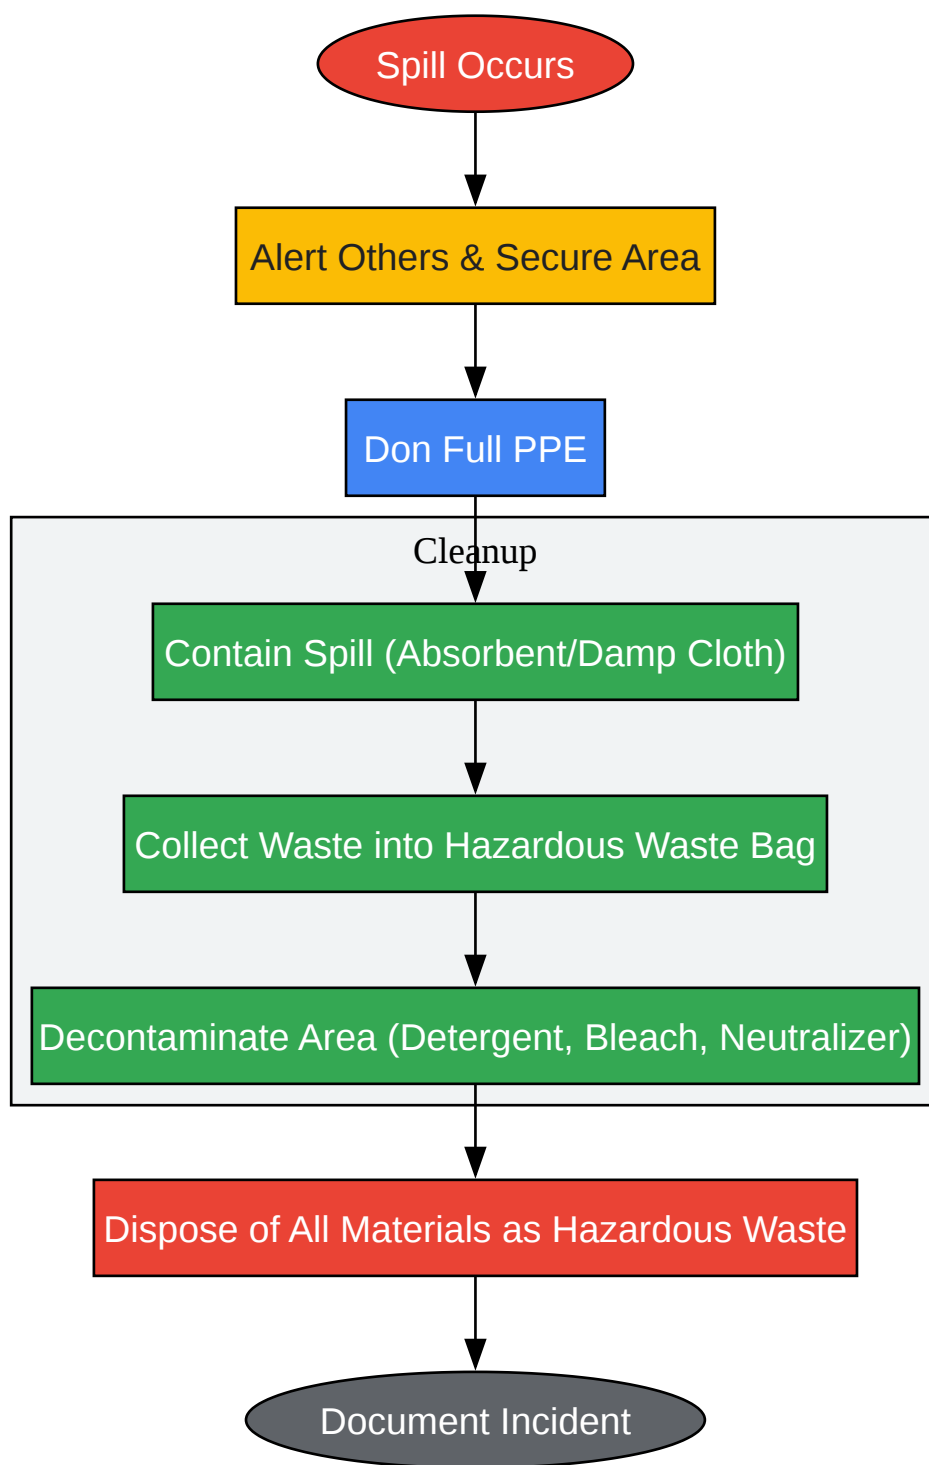 Spill Occurs
Alert Others & Secure Area
Don Full PPE
Cleanup
Contain Spill (Absorbent/Damp Cloth)
Collect Waste into Hazardous Waste Bag
Decontaminate Area (Detergent, Bleach, Neutralizer)
Dispose of All Materials as Hazardous Waste
Document Incident